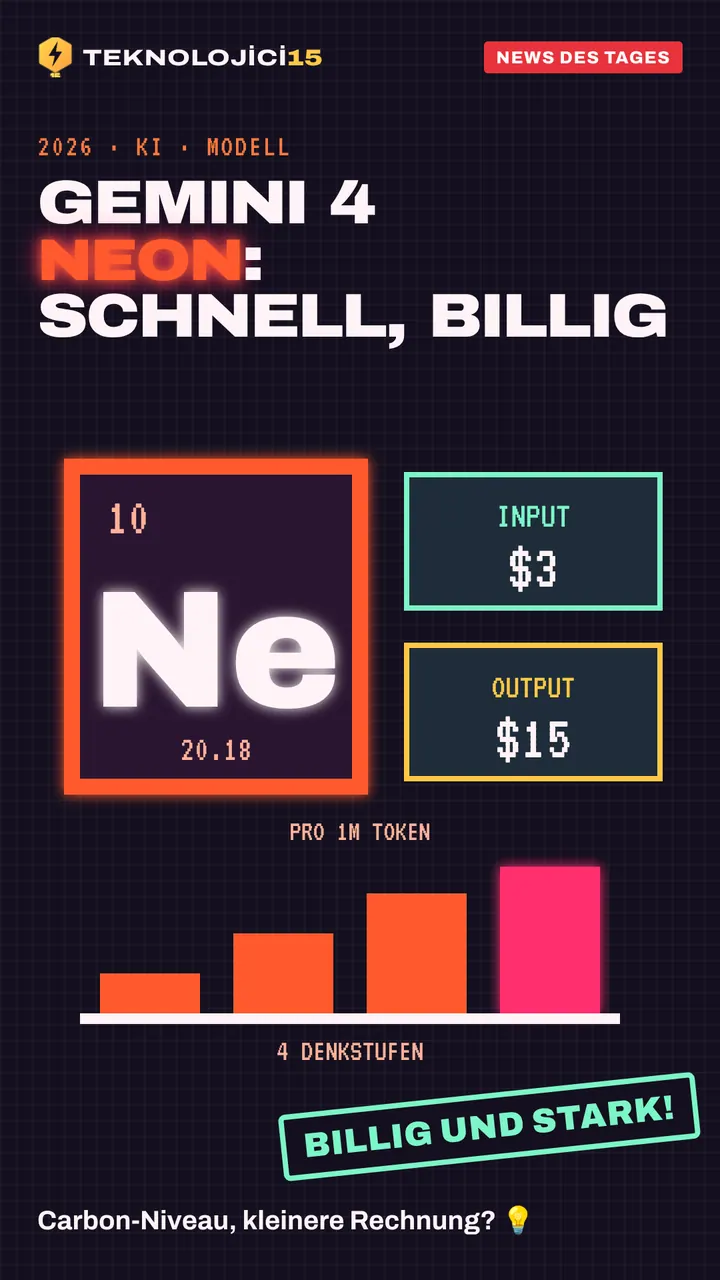 TEKNOLOJİCİ15
NEWS DES TAGES
2026 · KI · MODELL
GEMINI 4
NEON:
SCHNELL, BILLIG
10
Ne
20.18
INPUT
$3
OUTPUT
$15
PRO 1M TOKEN
4 DENKSTUFEN
BILLIG UND STARK!
Carbon-Niveau, kleinere Rechnung? 💡